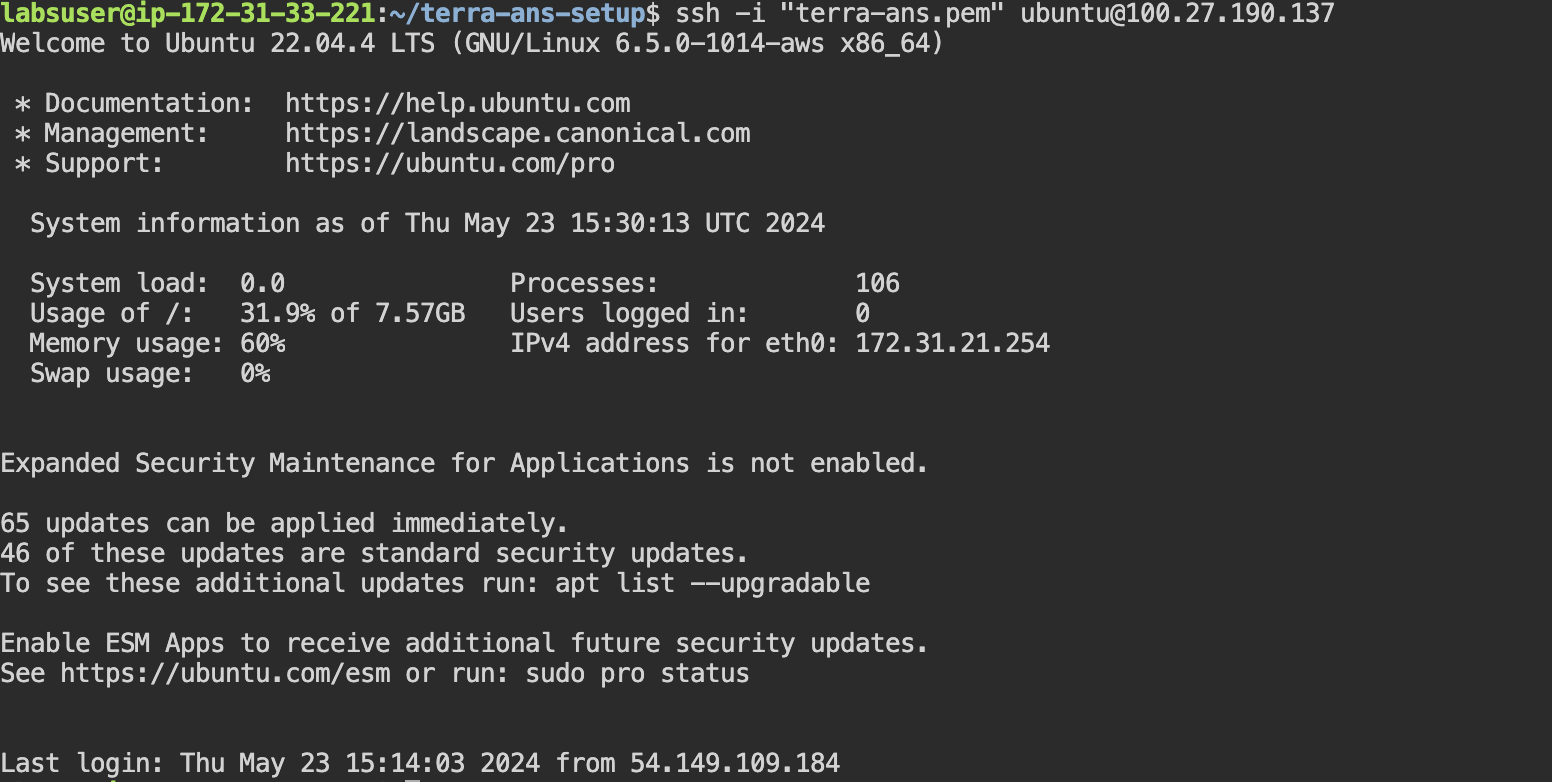 labsuser@ip-172-31-33-221:~/terra-ans-setup$ ssh -i "terra-ans.pem" ubuntu@100.27.190.137
Welcome to Ubuntu 22.04.4 LTS (GNU/Linux 6.5.0-1014-aws x86_64)
* Documentation:  https://help.ubuntu.com
* Management:     https://landscape.canonical.com
* Support:        https://ubuntu.com/pro
System information as of Thu May 23 15:30:13 UTC 2024
System load:  0.0               Processes:             106
Usage of /:   31.9% of 7.57GB   Users logged in:       0
Memory usage: 60%               IPv4 address for eth0: 172.31.21.254
Swap usage:   0%
Expanded Security Maintenance for Applications is not enabled.
65 updates can be applied immediately.
46 of these updates are standard security updates.
To see these additional updates run: apt list --upgradable
Enable ESM Apps to receive additional future security updates.
See https://ubuntu.com/esm or run: sudo pro status
Last login: Thu May 23 15:14:03 2024 from 54.149.109.184